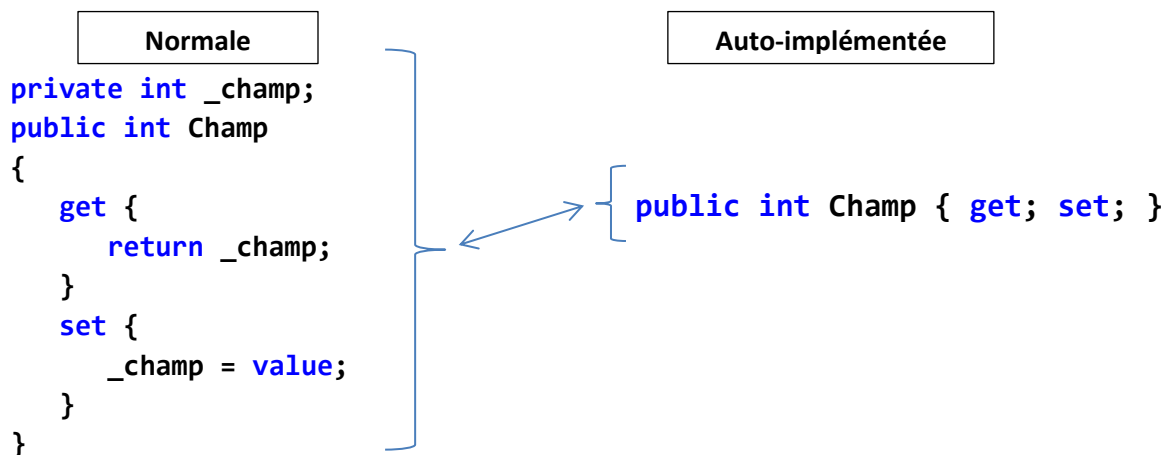 Normale
private int _champ;
public int Champ
{
get {
return _champ;
}
set {
_champ = value;
}
}
Auto-implémentée
public int Champ { get; set; }